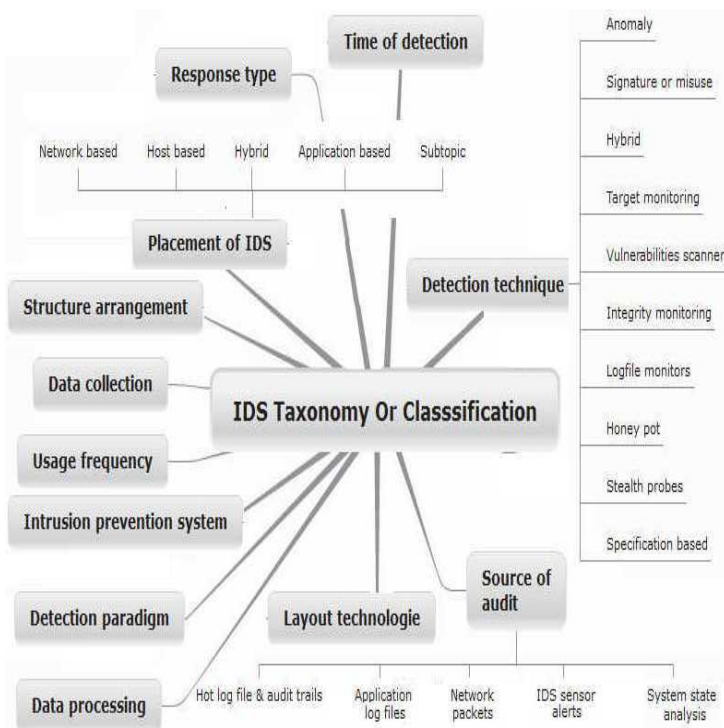 Time of detection
Response type
Network based
Host based
Hybrid
Application based
Subtopic
Placement of IDS
Structure arrangement
Data collection
Usage frequency
Intrusion prevention system
Detection paradigm
Data processing
IDS Taxonomy Or Classsification
Detection technique
Anomaly
Signature or misuse
Hybrid
Target monitoring
Vulnerabilities scanner
Integrity monitoring
Logfile monitors
Honey pot
Stealth probes
Specification based
Layout technologie
Source of
audit
Hot log file & audit trails
Application
log files
Network
packets
IDS sensor
alerts
System state
analysis